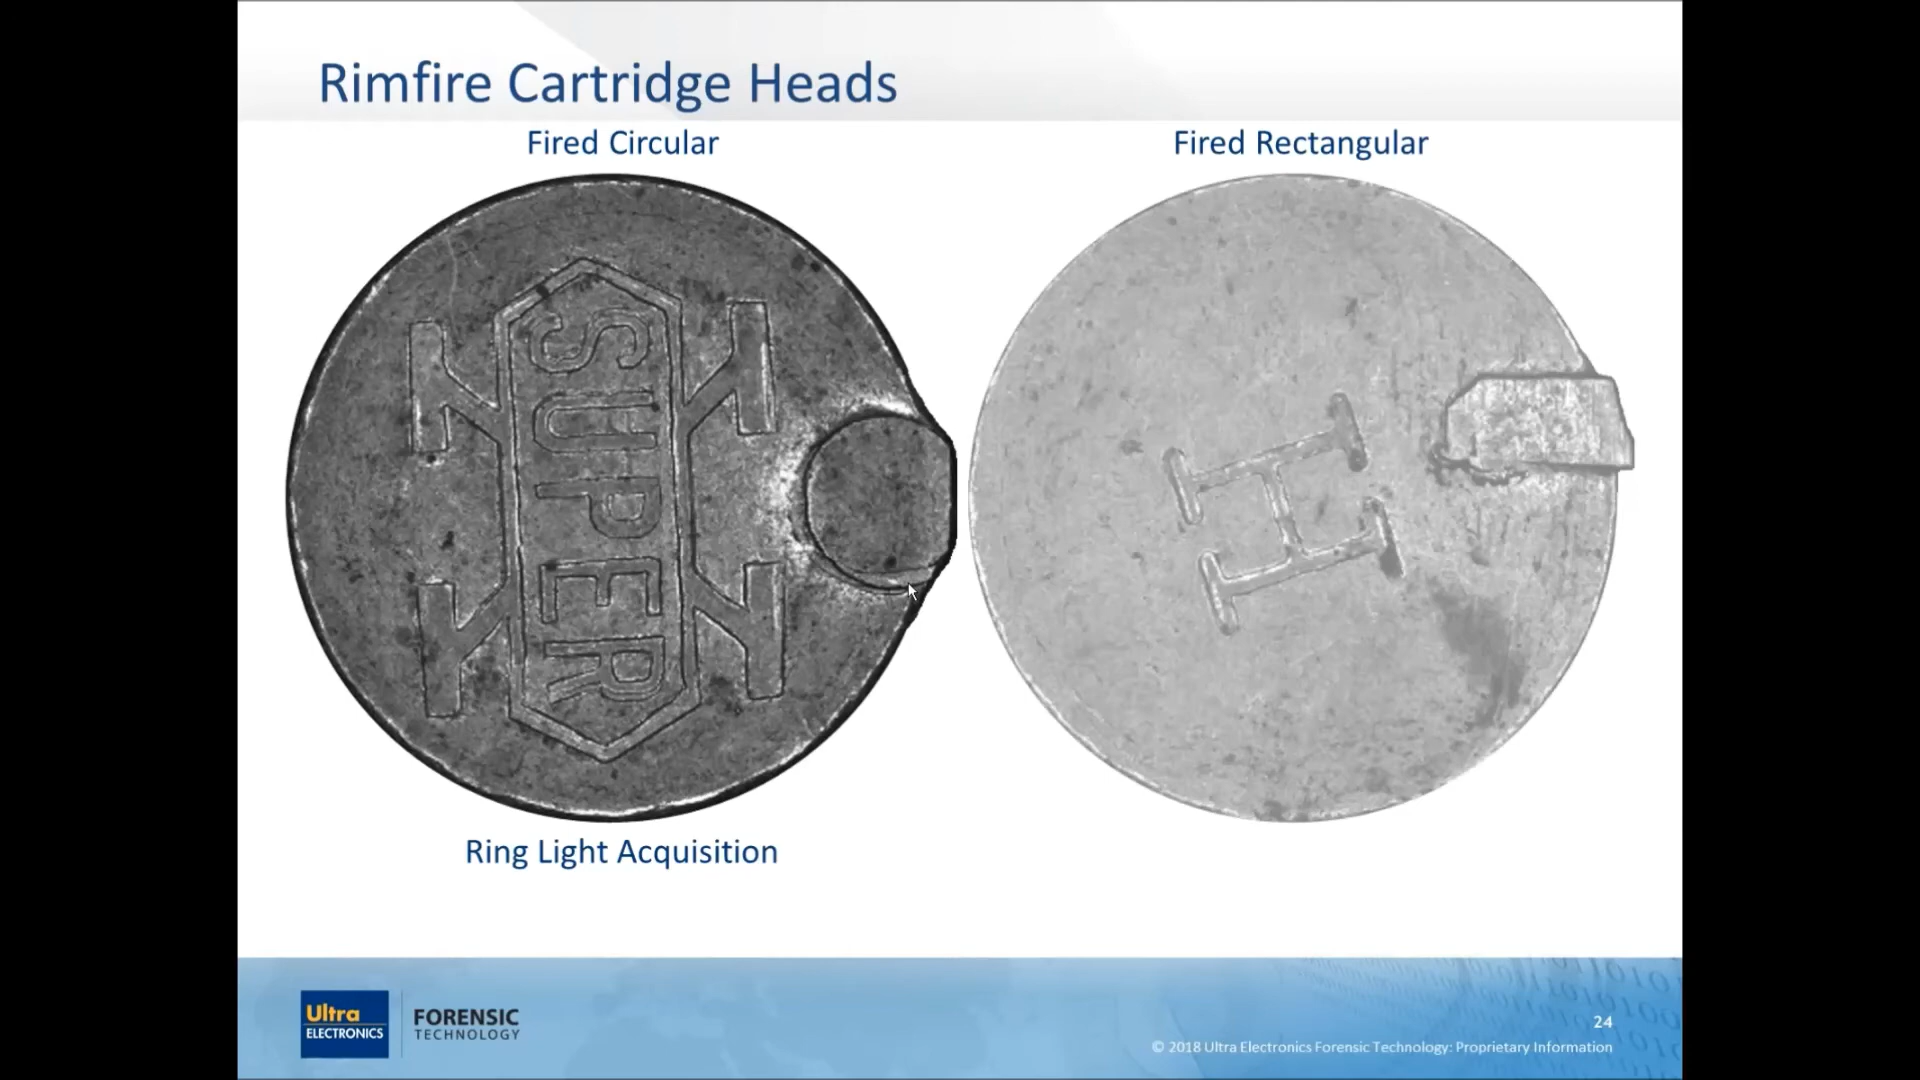 Rimfire Cartridge Heads
Fired Circular
Fired Rectangular
SUPER
X
H
Ring Light Acquisition
Ultra
ELECTRONICS
FORENSIC
TECHNOLOGY
24
© 2018 Ultra Electronics Forensic Technology: Proprietary Information